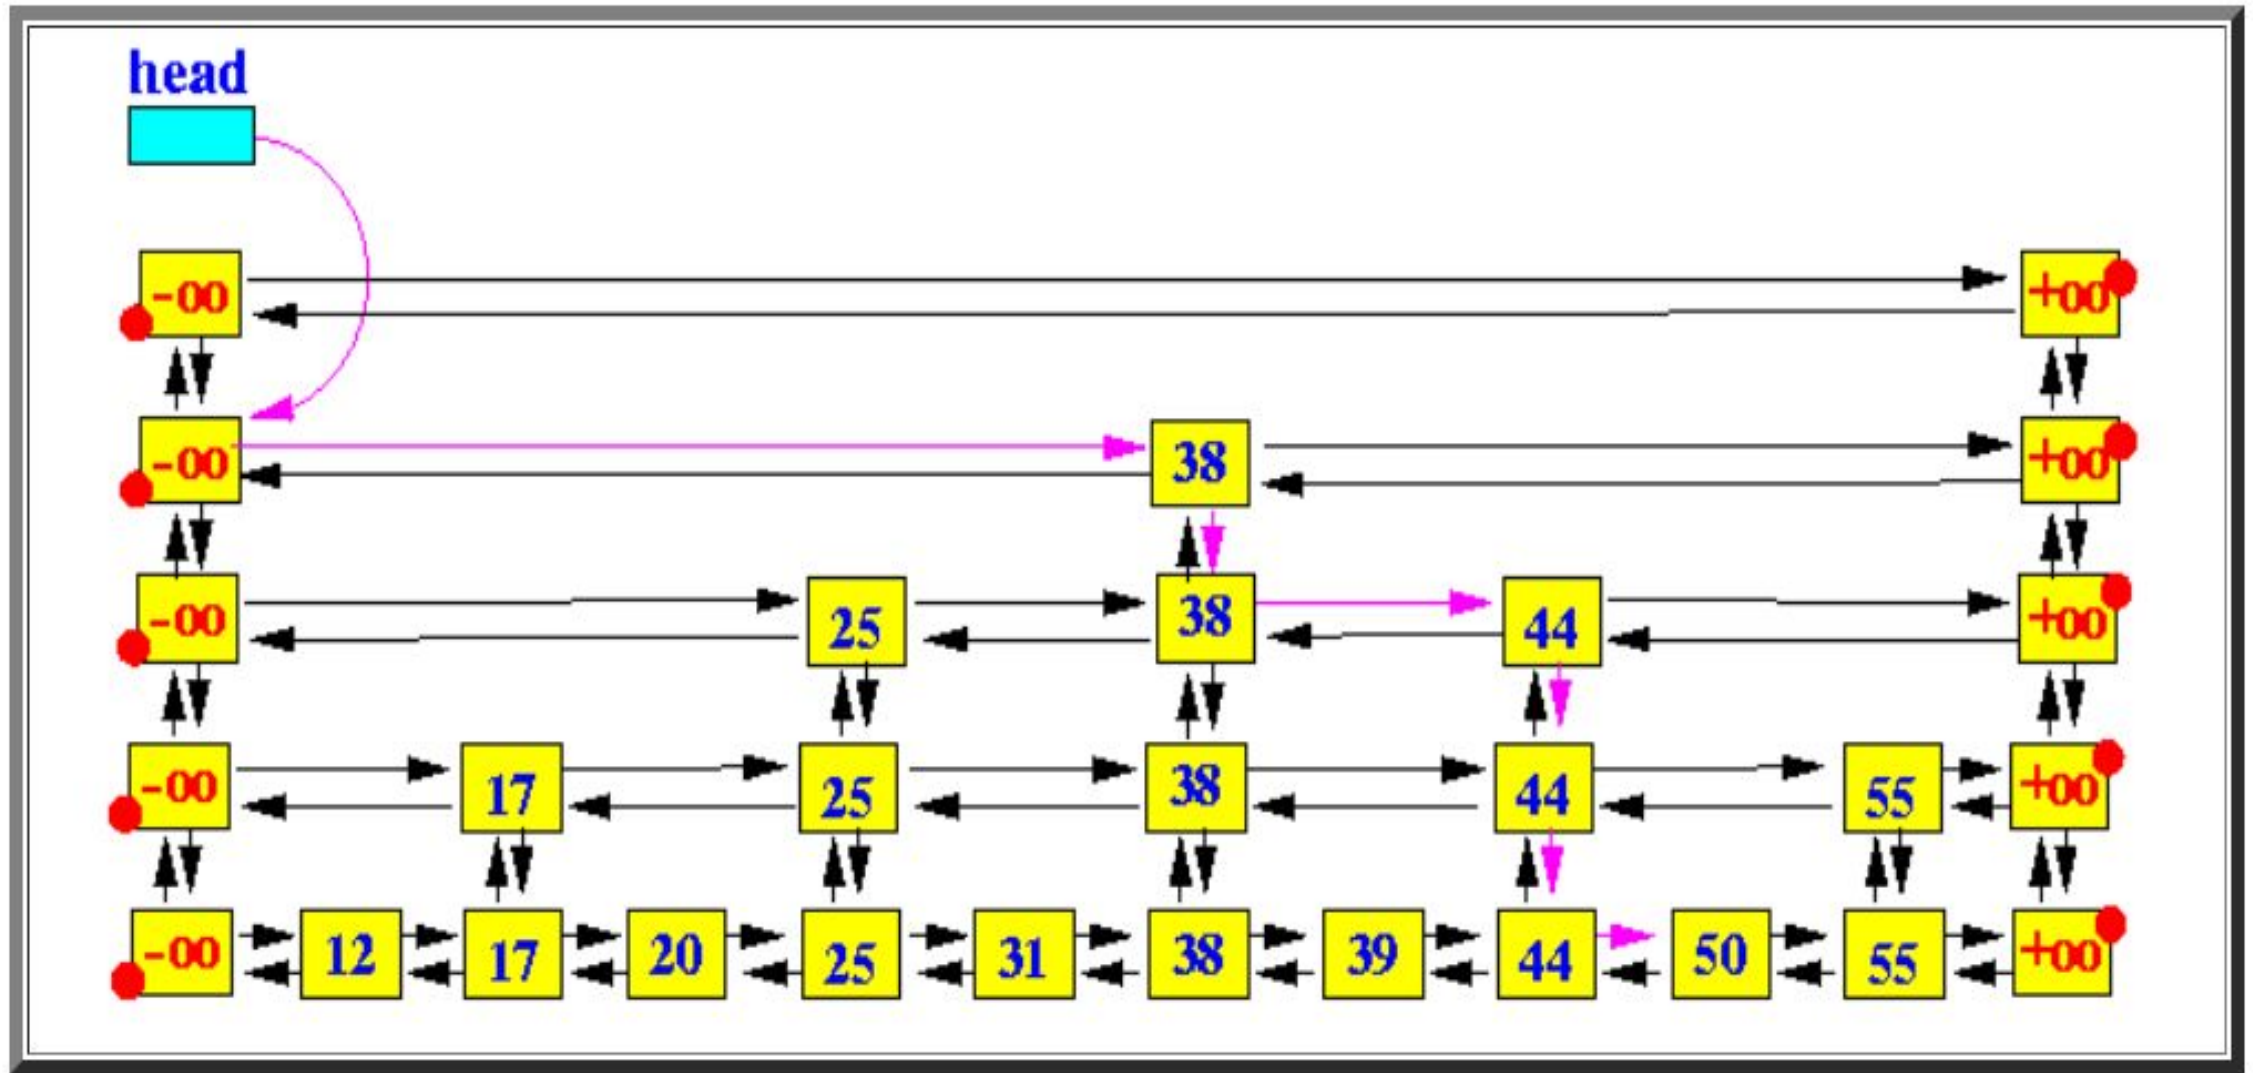 head
-oo +oo
-oo 38 +oo
-oo 25 38 44 +oo
-oo 17 25 38 44 55 +oo
-oo 12 17 20 25 31 38 39 44 50 55 +oo